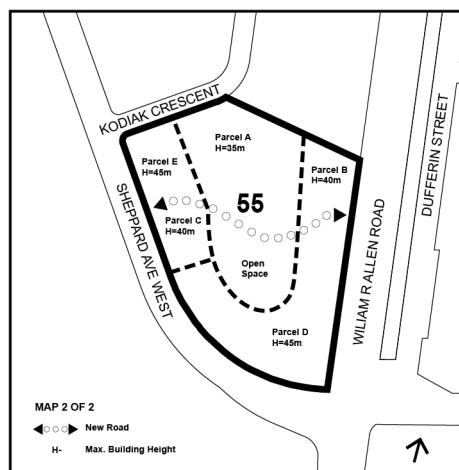 KODIAK CRESCENT
Parcel A
H=35m
Parcel E
H=45m
Parcel B
H=40m
55
Parcel C
H=40m
Open
Space
Parcel D
H=45m
SHEPPARD AVE WEST
WILIAM R ALLEN ROAD
DUFFERIN STREET
MAP 2 OF 2
New Road
H- Max. Building Height